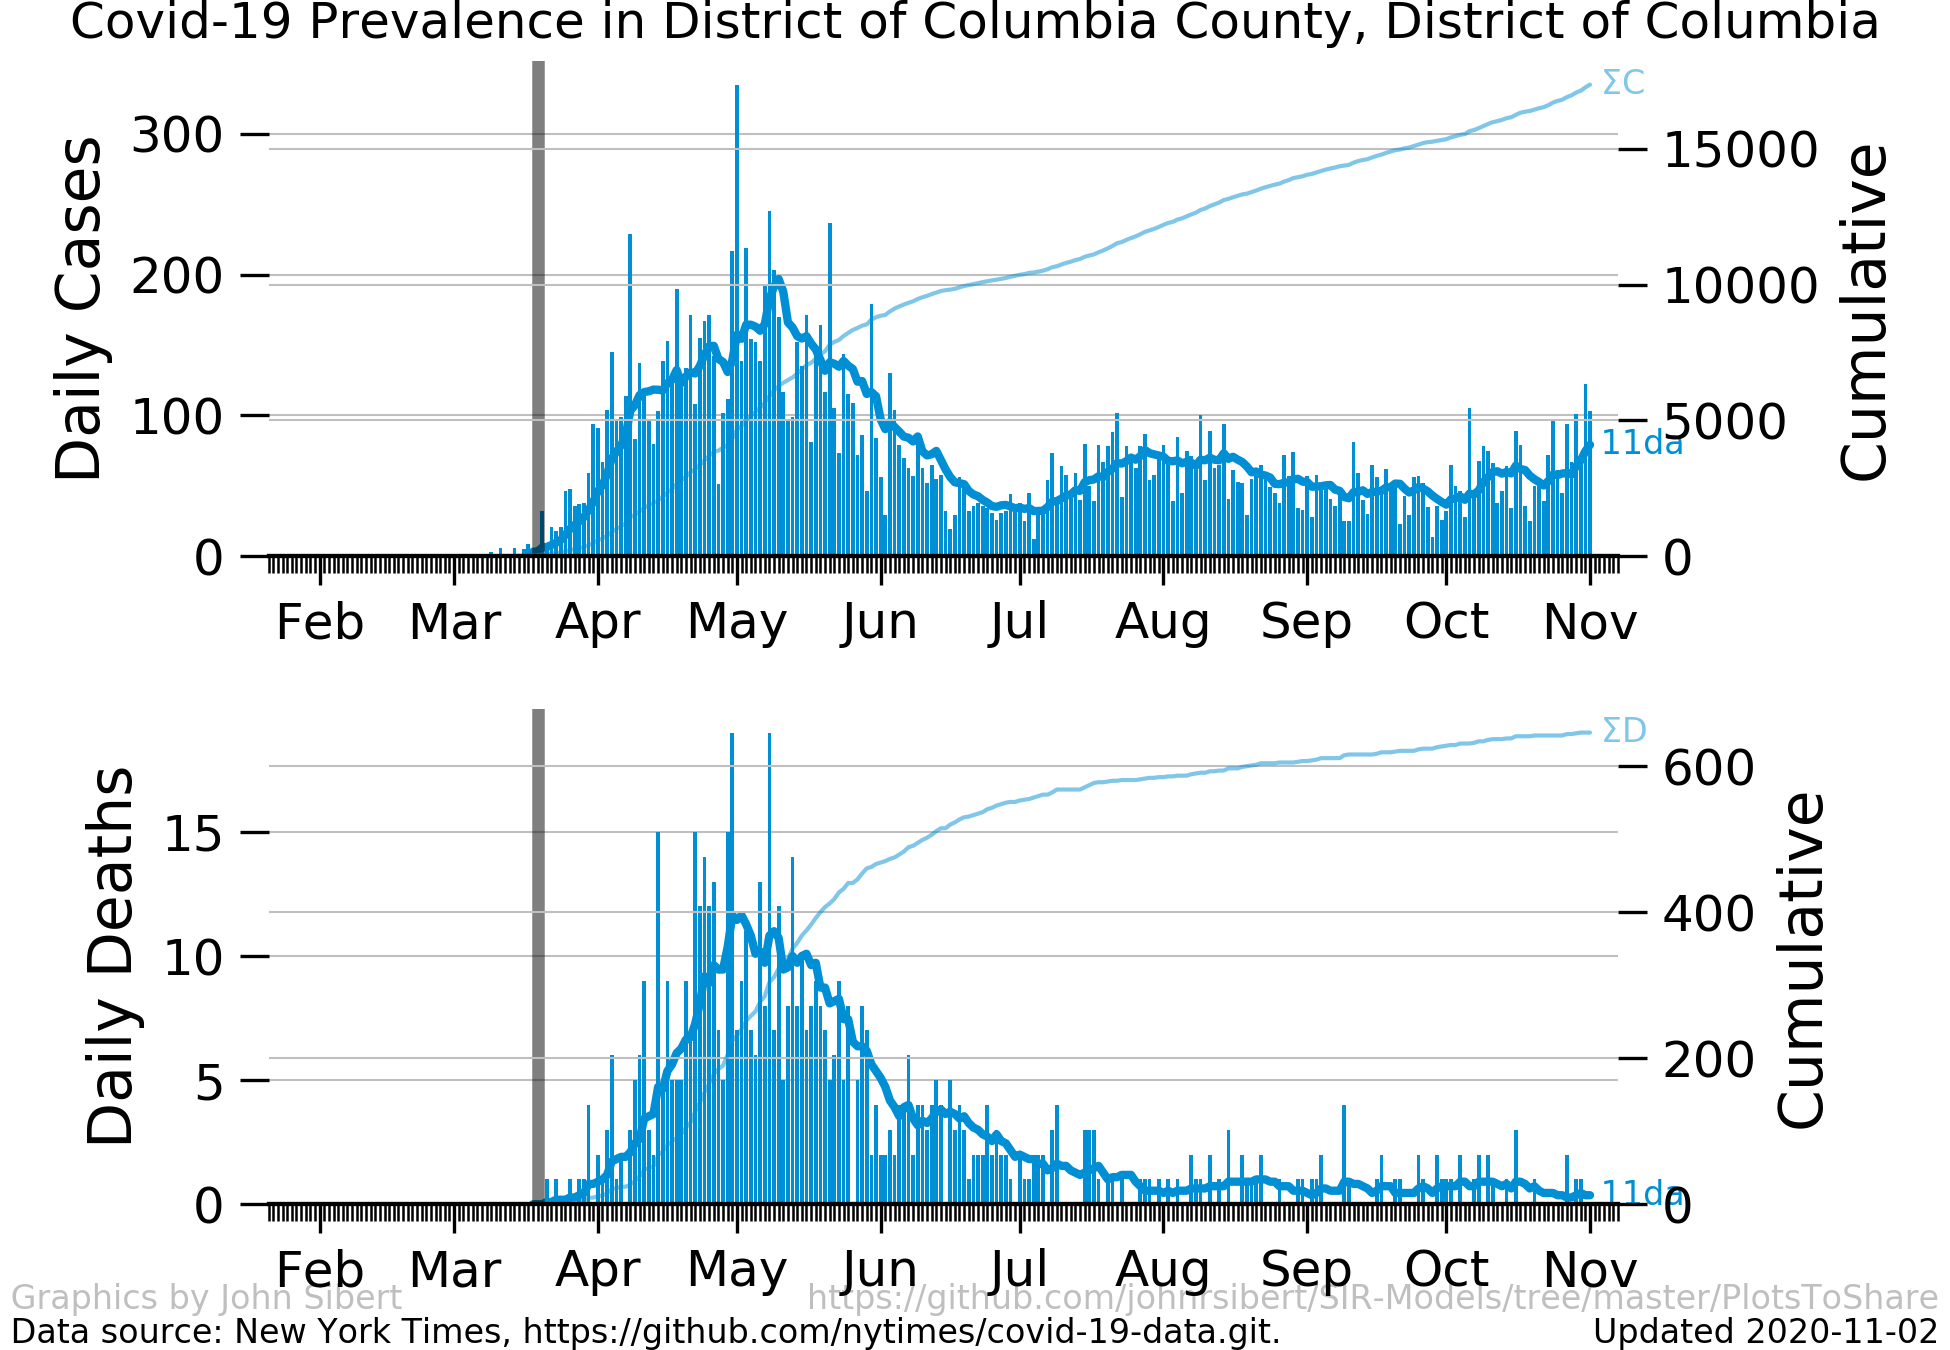 Covid-19 Prevalence in District of Columbia County, District of Columbia
Daily Cases
300
200
100
0
ΣC
11da
15000
10000
5000
0
Cumulative
Feb Mar Apr May Jun Jul Aug Sep Oct Nov
Daily Deaths
15
10
5
0
ΣD
11da
600
400
200
0
Cumulative
Feb Mar Apr May Jun Jul Aug Sep Oct Nov
Graphics by John Sibert https://github.com/johnrsibert/SIR-Models/tree/master/PlotsToShare
Data source: New York Times, https://github.com/nytimes/covid-19-data.git. Updated 2020-11-02